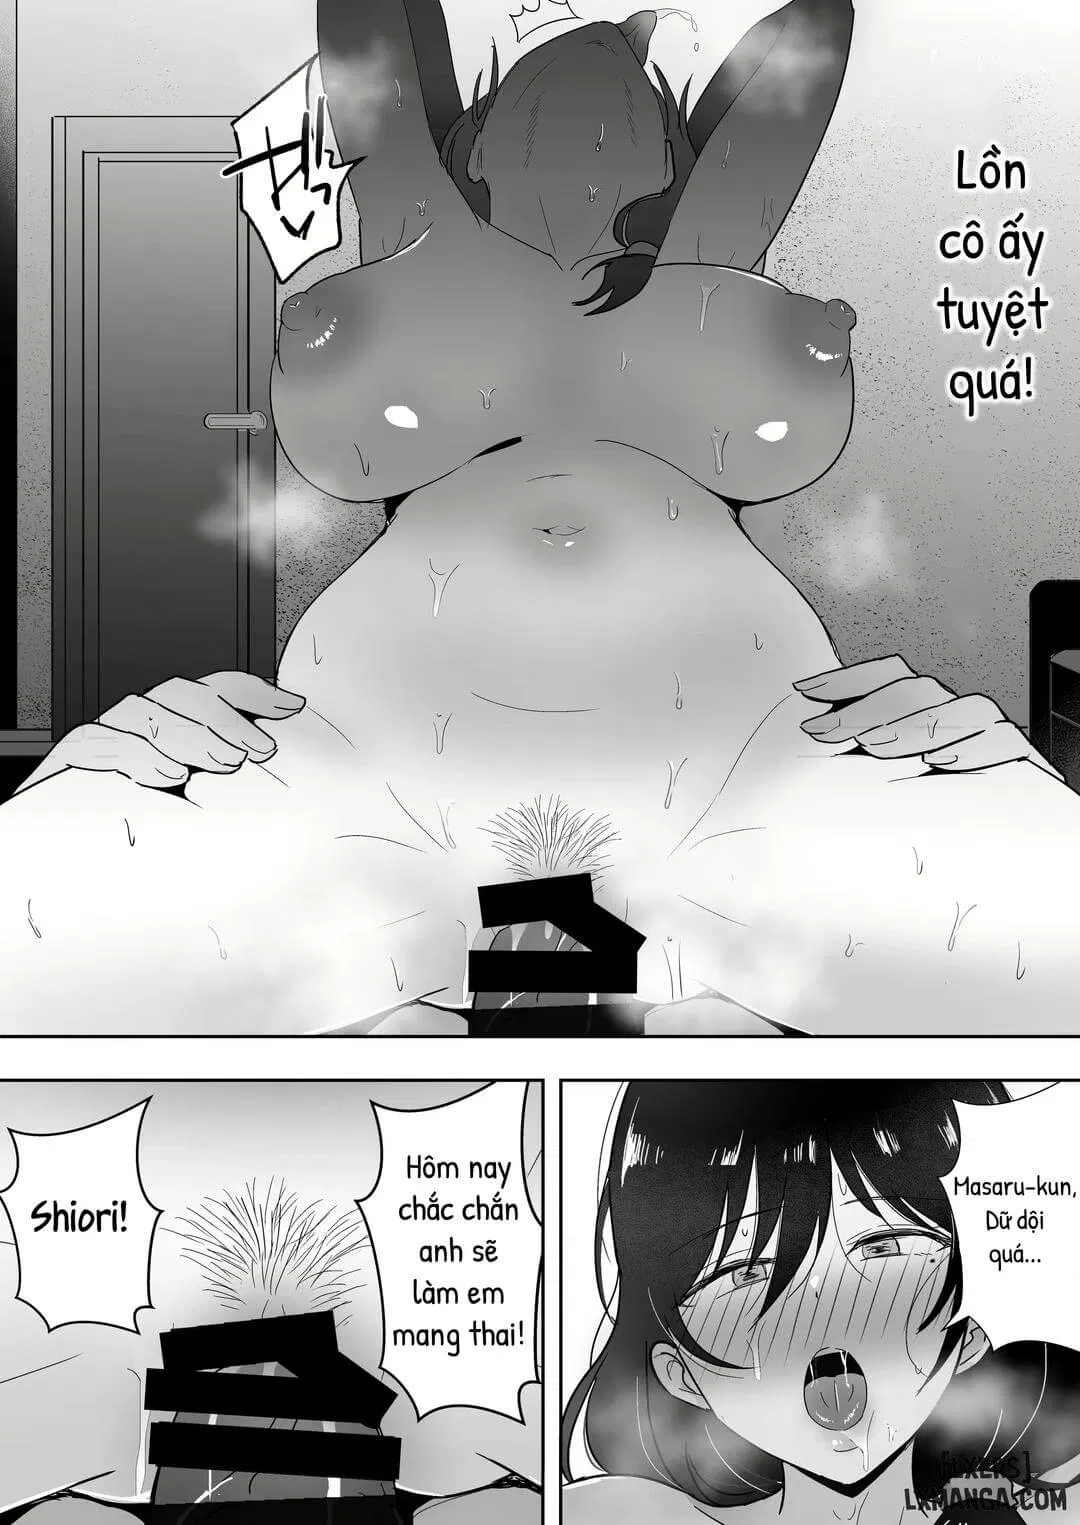 Lồn
cô ấy
tuyệt
quá!
Shiori!
Hôm nay
chắc chắn
anh sẽ
làm em
mang thai!
Masaru-kun,
Dữ dội
quá...
[LXERS]
LXMANGA.COM